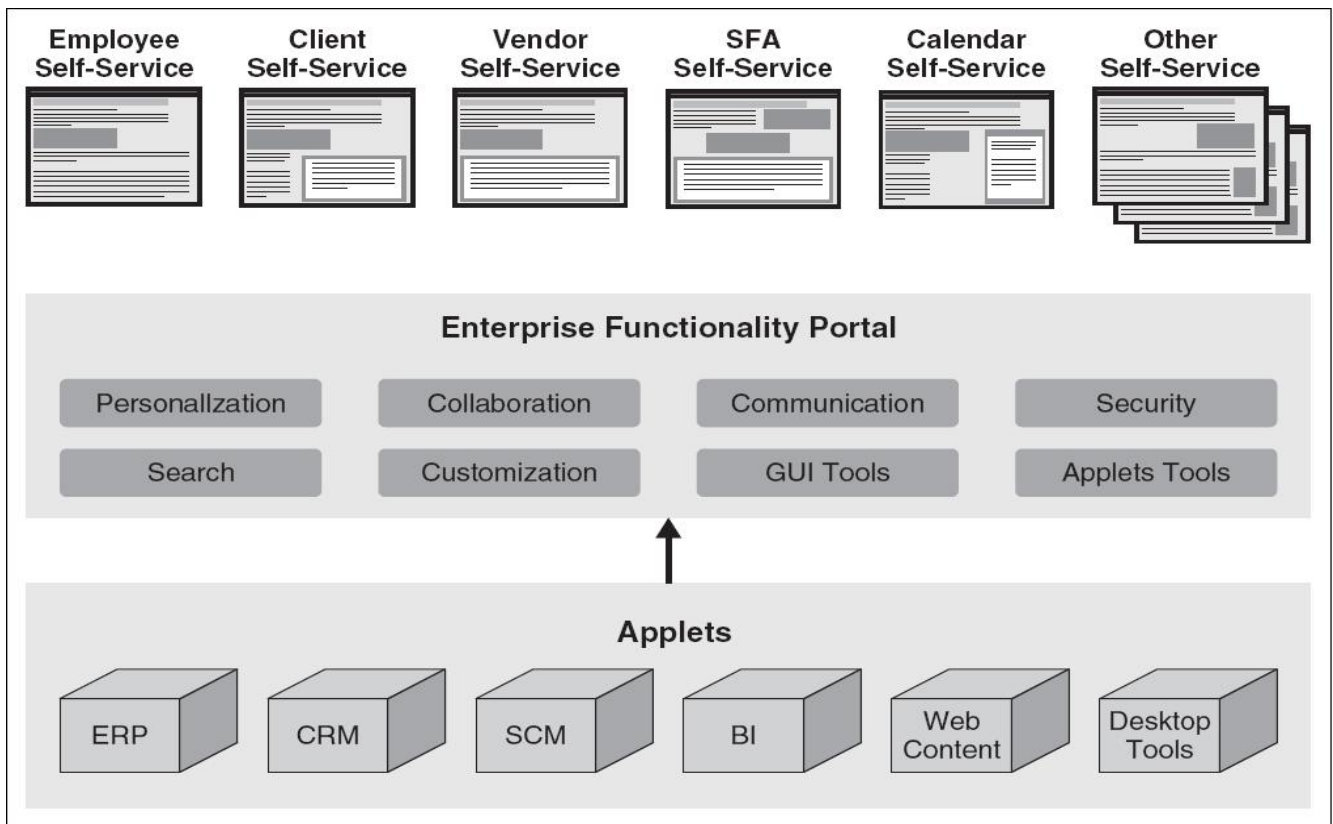 Employee
Self-Service
Client
Self-Service
Vendor
Self-Service
SFA
Self-Service
Calendar
Self-Service
Other
Self-Service
Enterprise Functionality Portal
Personallzation
Collaboration
Communication
Security
Search
Customization
GUI Tools
Applets Tools
Applets
ERP
CRM
SCM
BI
Web
Content
Desktop
Tools